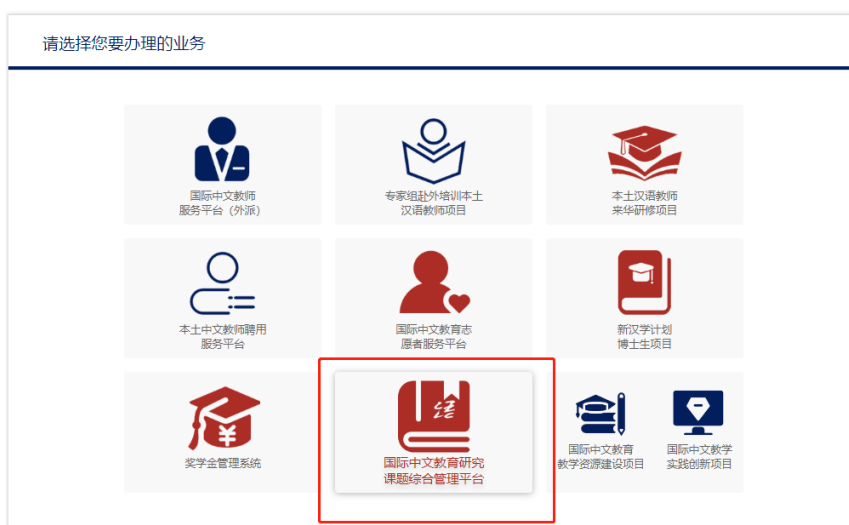 请选择您要办理的业务
国际中文教师
服务平台（外派）
专家组赴外培训本土
汉语教师项目
本土汉语教师
来华研修项目
本土中文教师聘用
服务平台
国际中文教育志
愿者服务平台
新汉学计划
博士生项目
奖学金管理系统
国际中文教育研究
课题综合管理平台
国际中文教育
教学资源建设项目
国际中文教学
实践创新项目